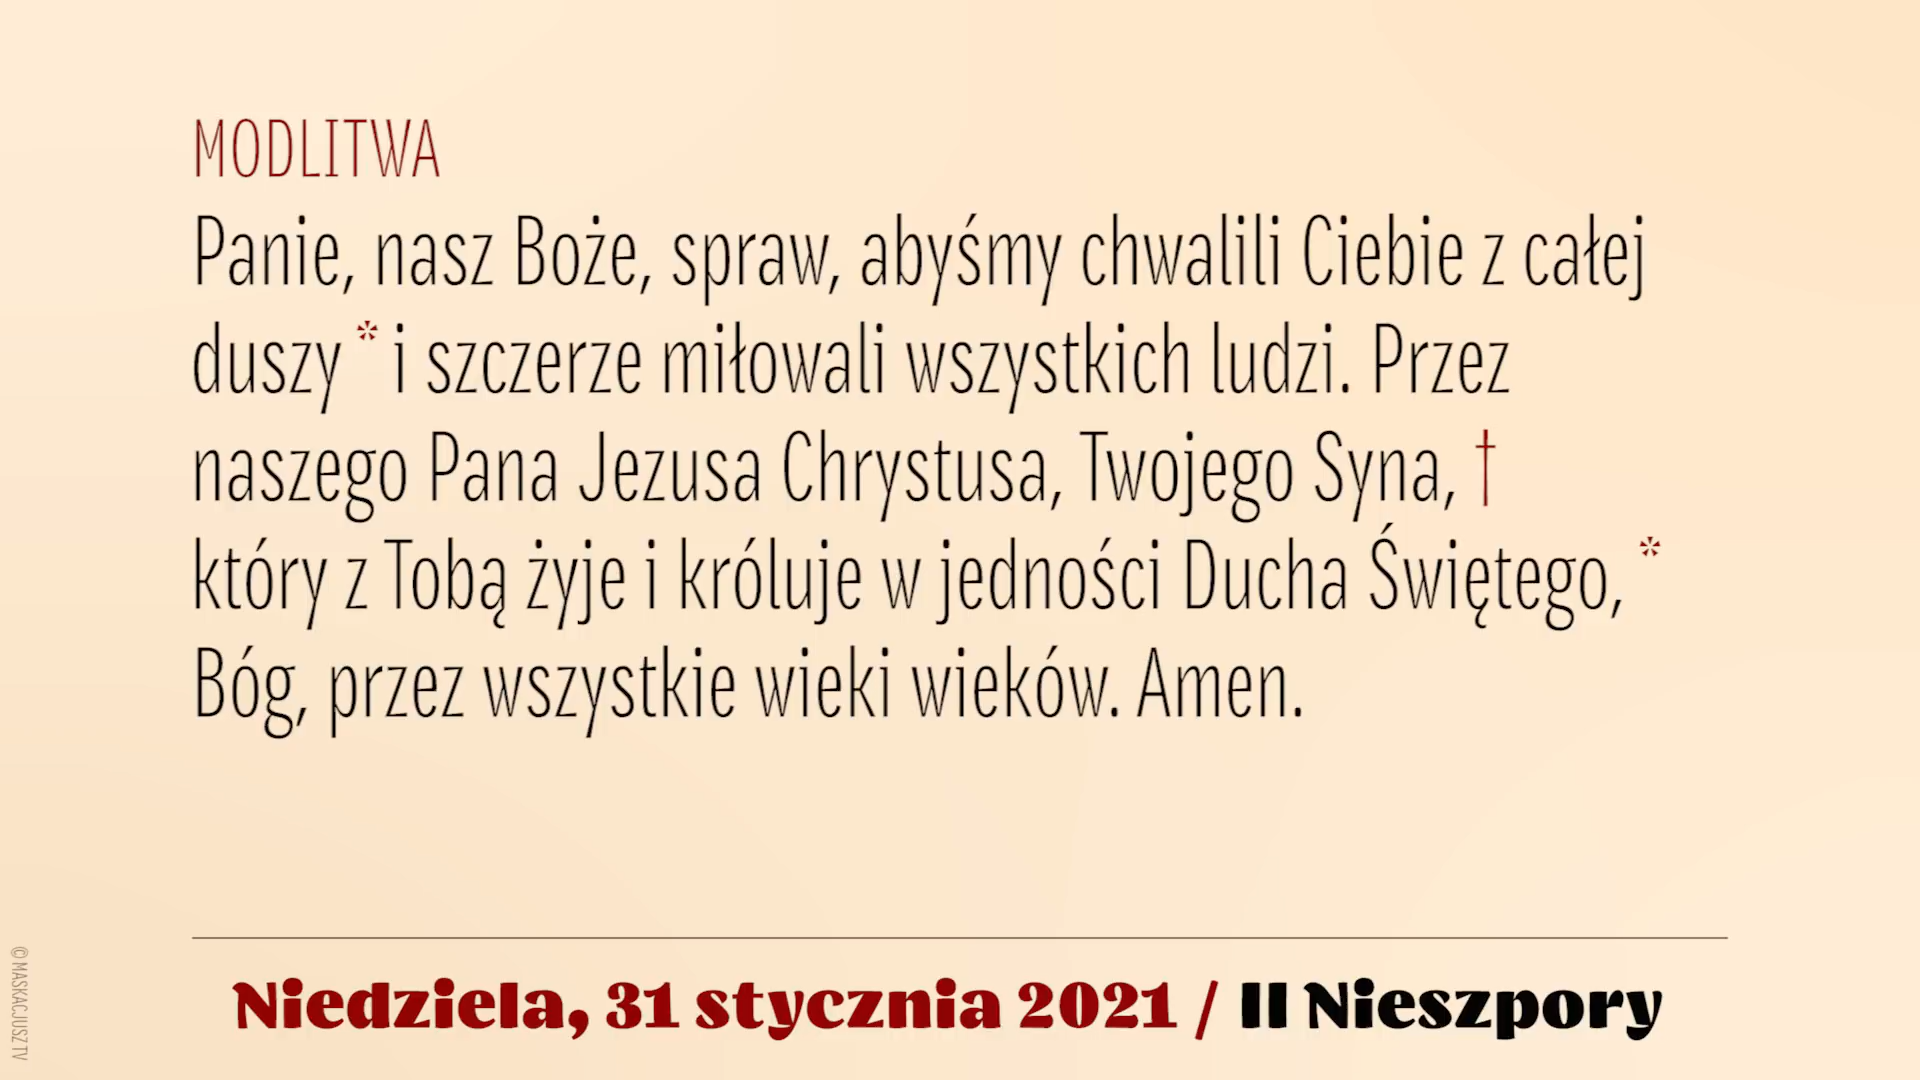 MODLITWA
Panie, nasz Boże, spraw, abyśmy chwalili Ciebie z całej
duszy * i szczerze miłowali wszystkich ludzi. Przez
naszego Pana Jezusa Chrystusa, Twojego Syna, †
który z Tobą żyje i króluje w jedności Ducha Świętego, *
Bóg, przez wszystkie wieki wieków. Amen.
Niedziela, 31 stycznia 2021 / II Nieszpory
© MASKACJUSZ TV